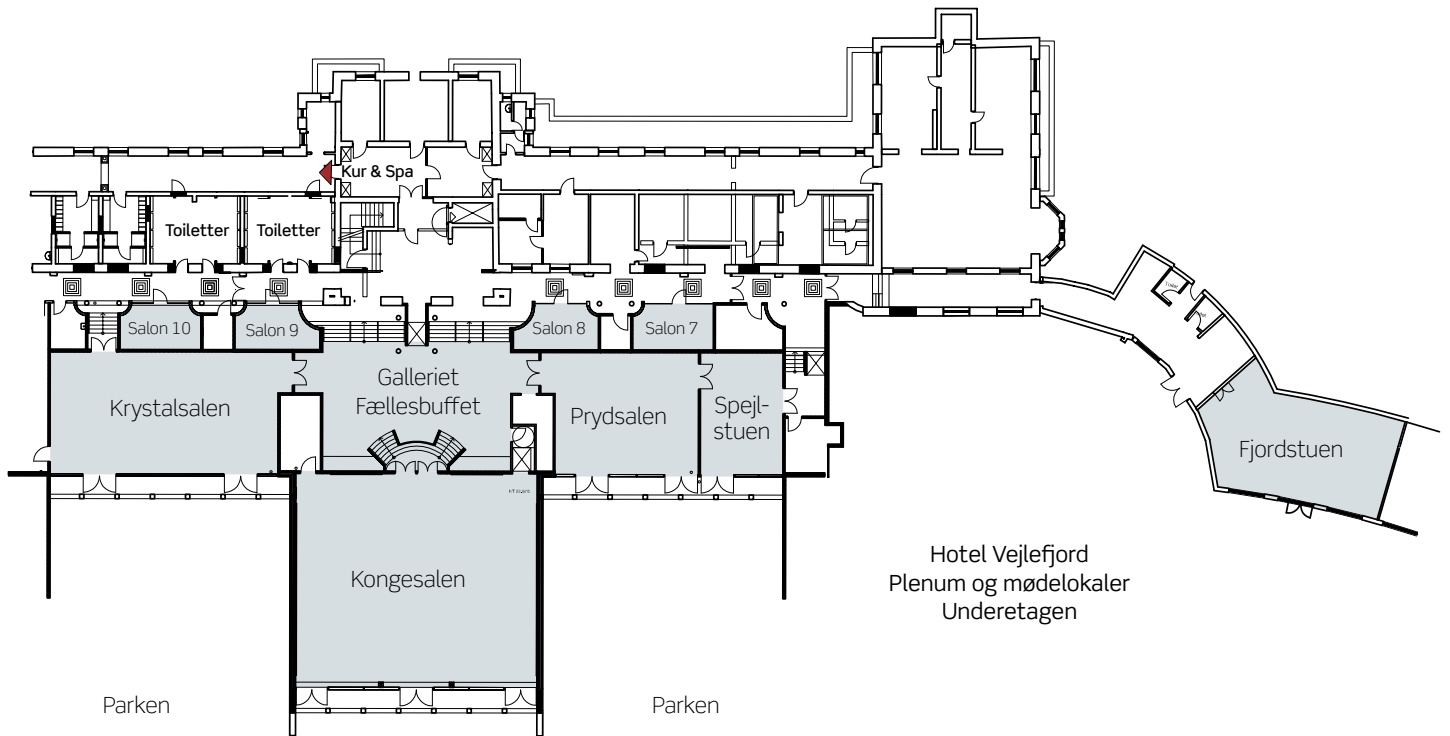 Kur & Spa
Toiletter
Toiletter
Salon 10
Salon 9
Salon 8
Salon 7
Krystalsalen
Galleriet
Fællesbuffet
Prydsalen
Spejl-
stuen
Fjordstuen
Kongesalen
Hotel Vejlefjord
Plenum og mødelokaler
Underetagen
Parken
Parken